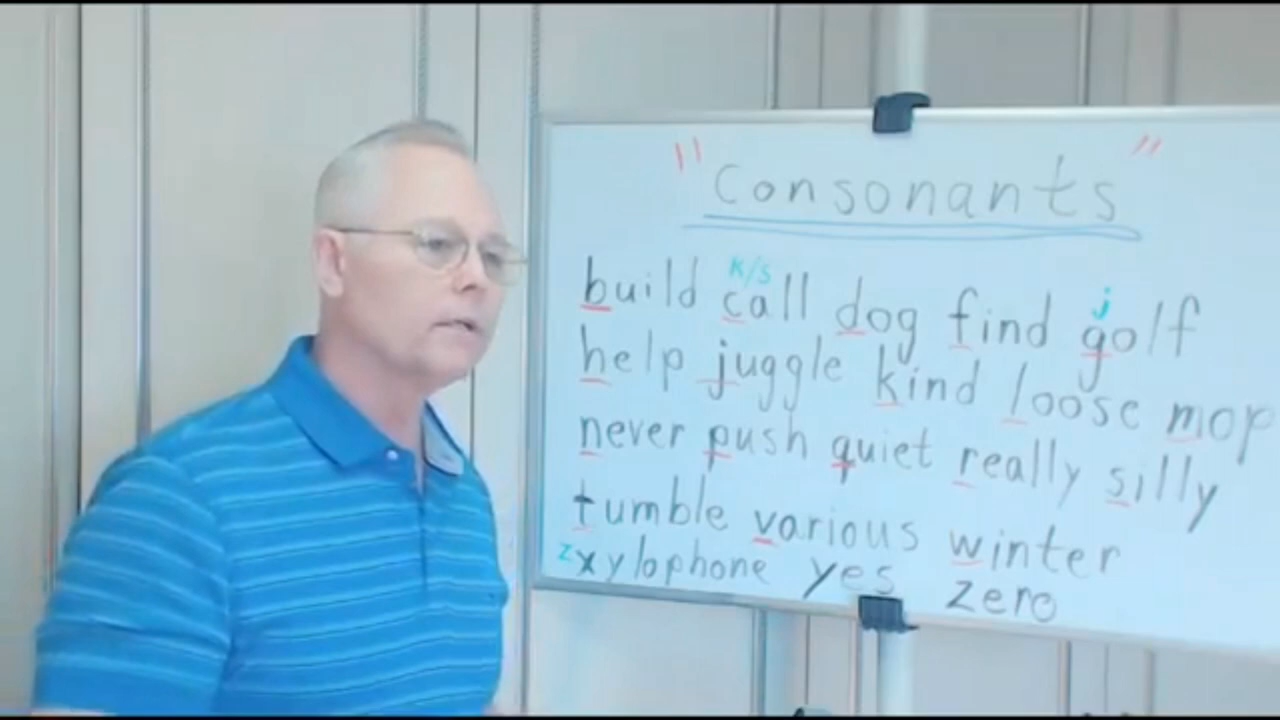 "Consonants"
k/s j
build call dog find golf
help juggle kind loose mop
never push quiet really silly
tumble various winter
z xylophone yes zero